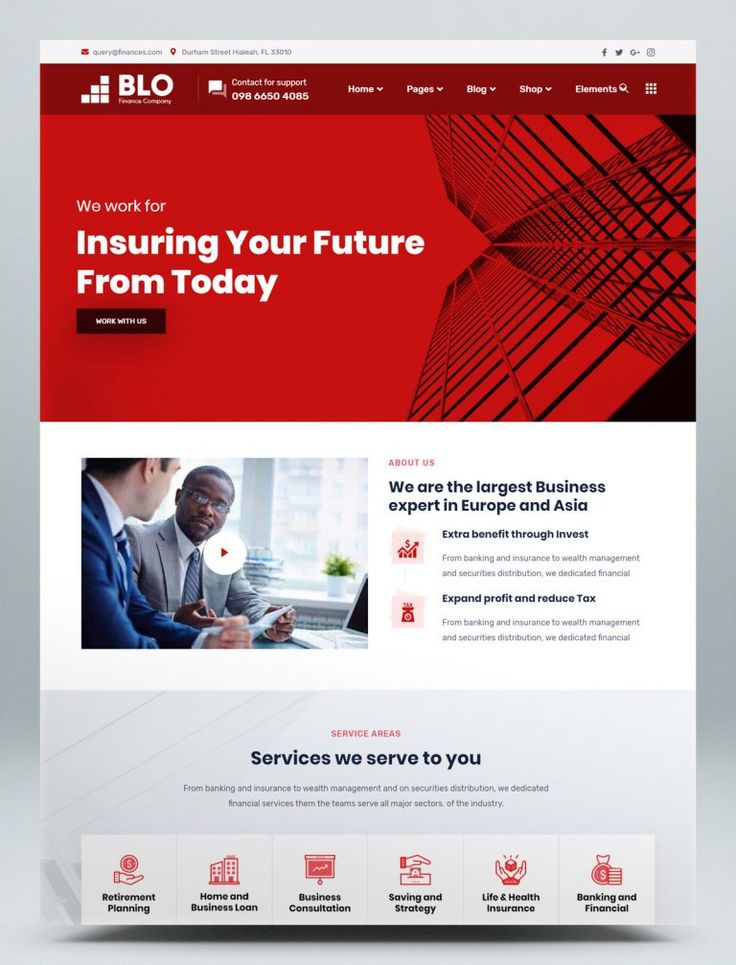 query@finances.com Durham Street Hialeah, FL 33010
BLO
Finance Company
Contact for support
098 6650 4085
Home Pages Blog Shop Elements
We work for
Insuring Your Future
From Today
WORK WITH US
ABOUT US
We are the largest Business
expert in Europe and Asia
Extra benefit through Invest
From banking and insurance to wealth management
and securities distribution, we dedicated financial
TAX
Expand profit and reduce Tax
From banking and insurance to wealth management
and securities distribution, we dedicated financial
SERVICE AREAS
Services we serve to you
From banking and insurance to wealth management and on securities distribution, we dedicated
financial services them the teams serve all major sectors. of the industry.
Retirement
Planning
Home and
Business Loan
Business
Consultation
Saving and
Strategy
Life & Health
Insurance
Banking and
Financial